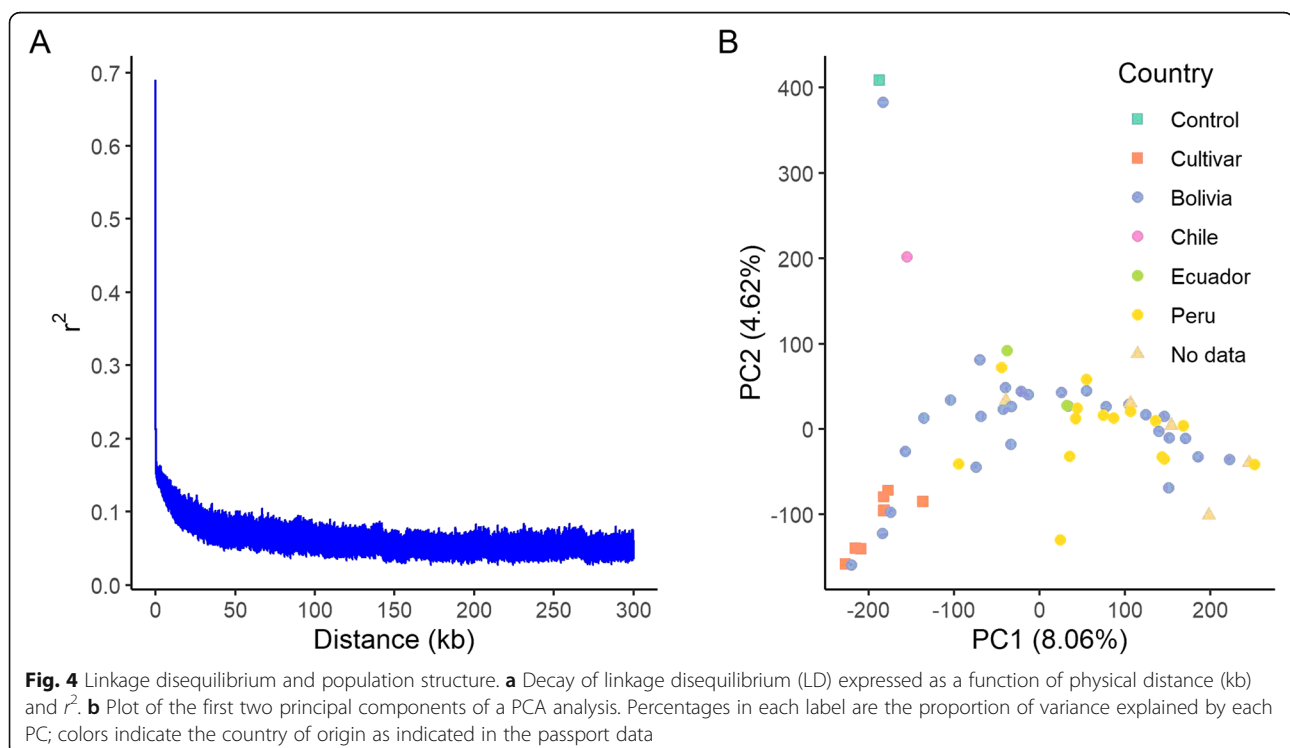 A
0.7
0.6
0.5
0.4
0.3
0.2
0.1
0.0
r²
0 50 100 150 200 250 300
Distance (kb)
B
400
300
200
100
0
-100
PC2 (4.62%)
-200 -100 0 100 200
PC1 (8.06%)
Country
Control
Cultivar
Bolivia
Chile
Ecuador
Peru
No data
Fig. 4 Linkage disequilibrium and population structure. a Decay of linkage disequilibrium (LD) expressed as a function of physical distance (kb)
and r². b Plot of the first two principal components of a PCA analysis. Percentages in each label are the proportion of variance explained by each
PC; colors indicate the country of origin as indicated in the passport data